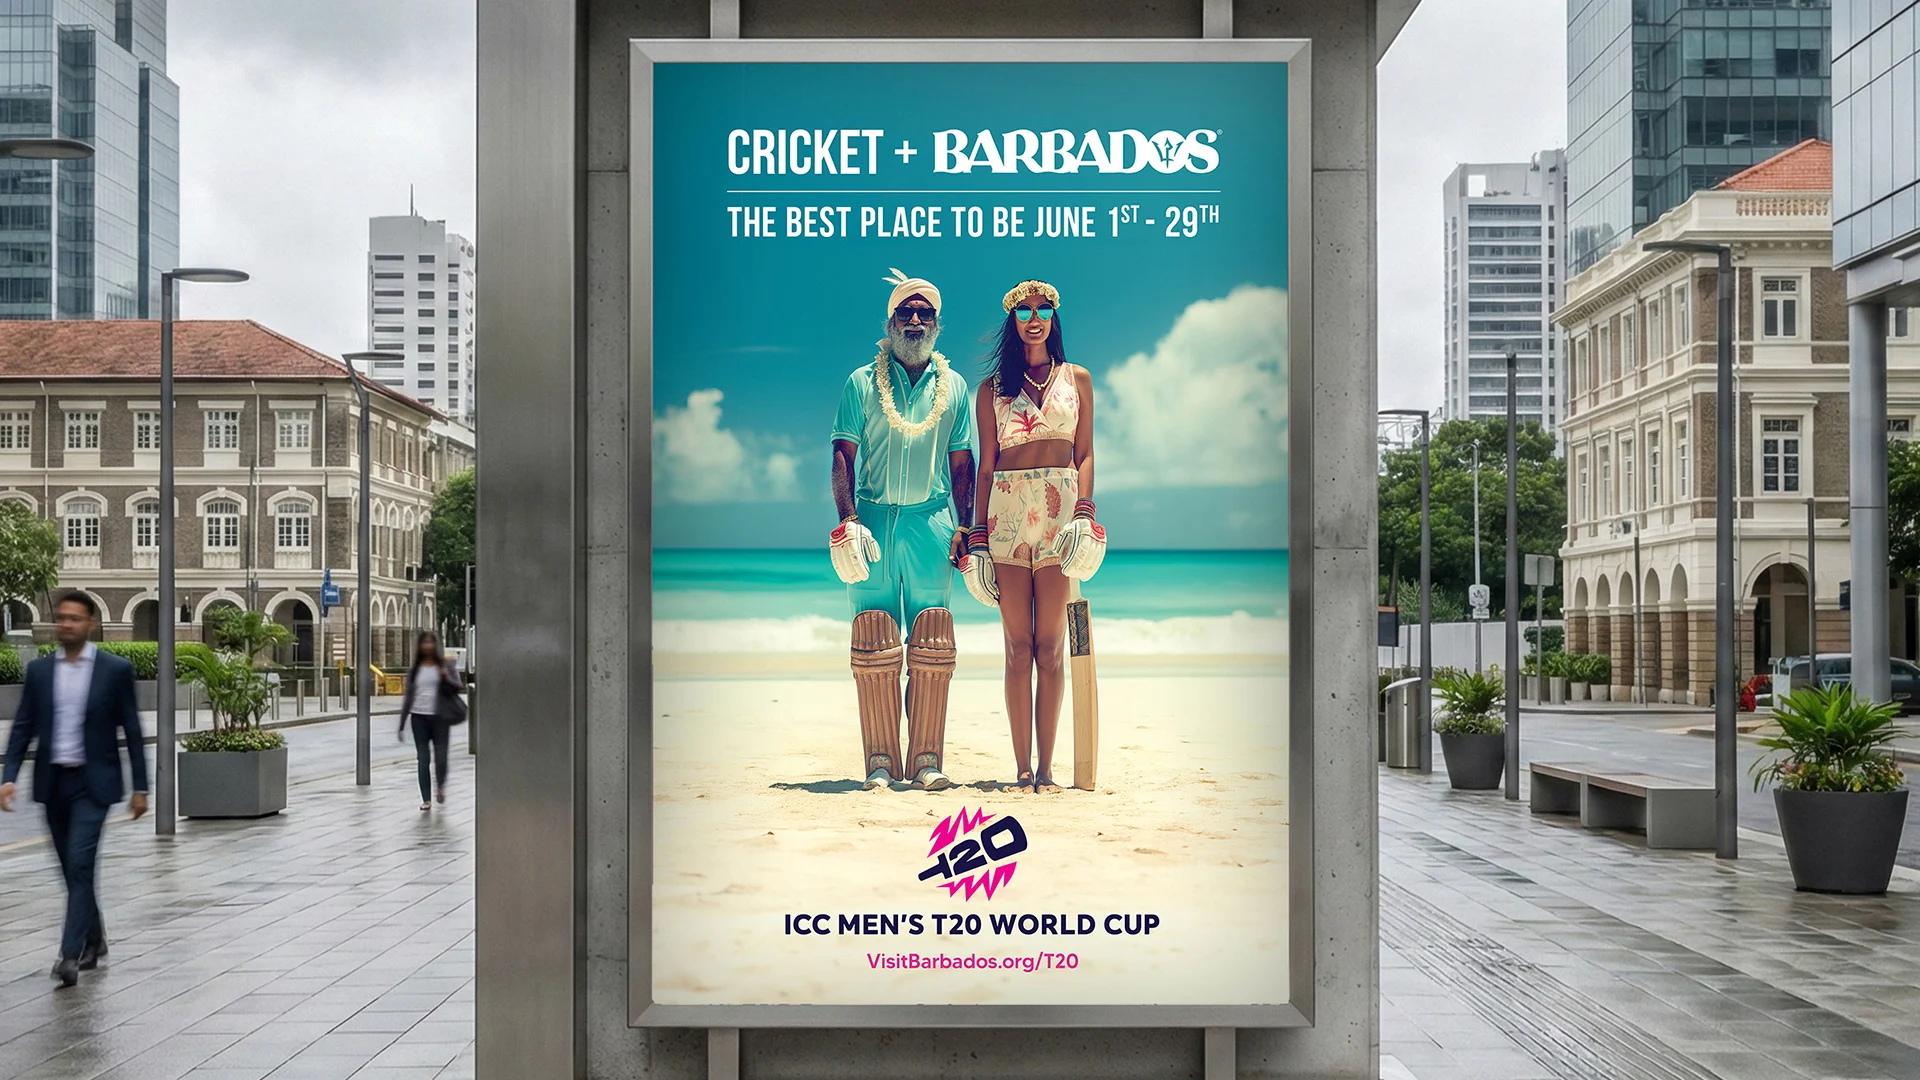 CRICKET + BARBADOS®
THE BEST PLACE TO BE JUNE 1ST - 29TH
T20
ICC MEN'S T20 WORLD CUP
VisitBarbados.org/T20